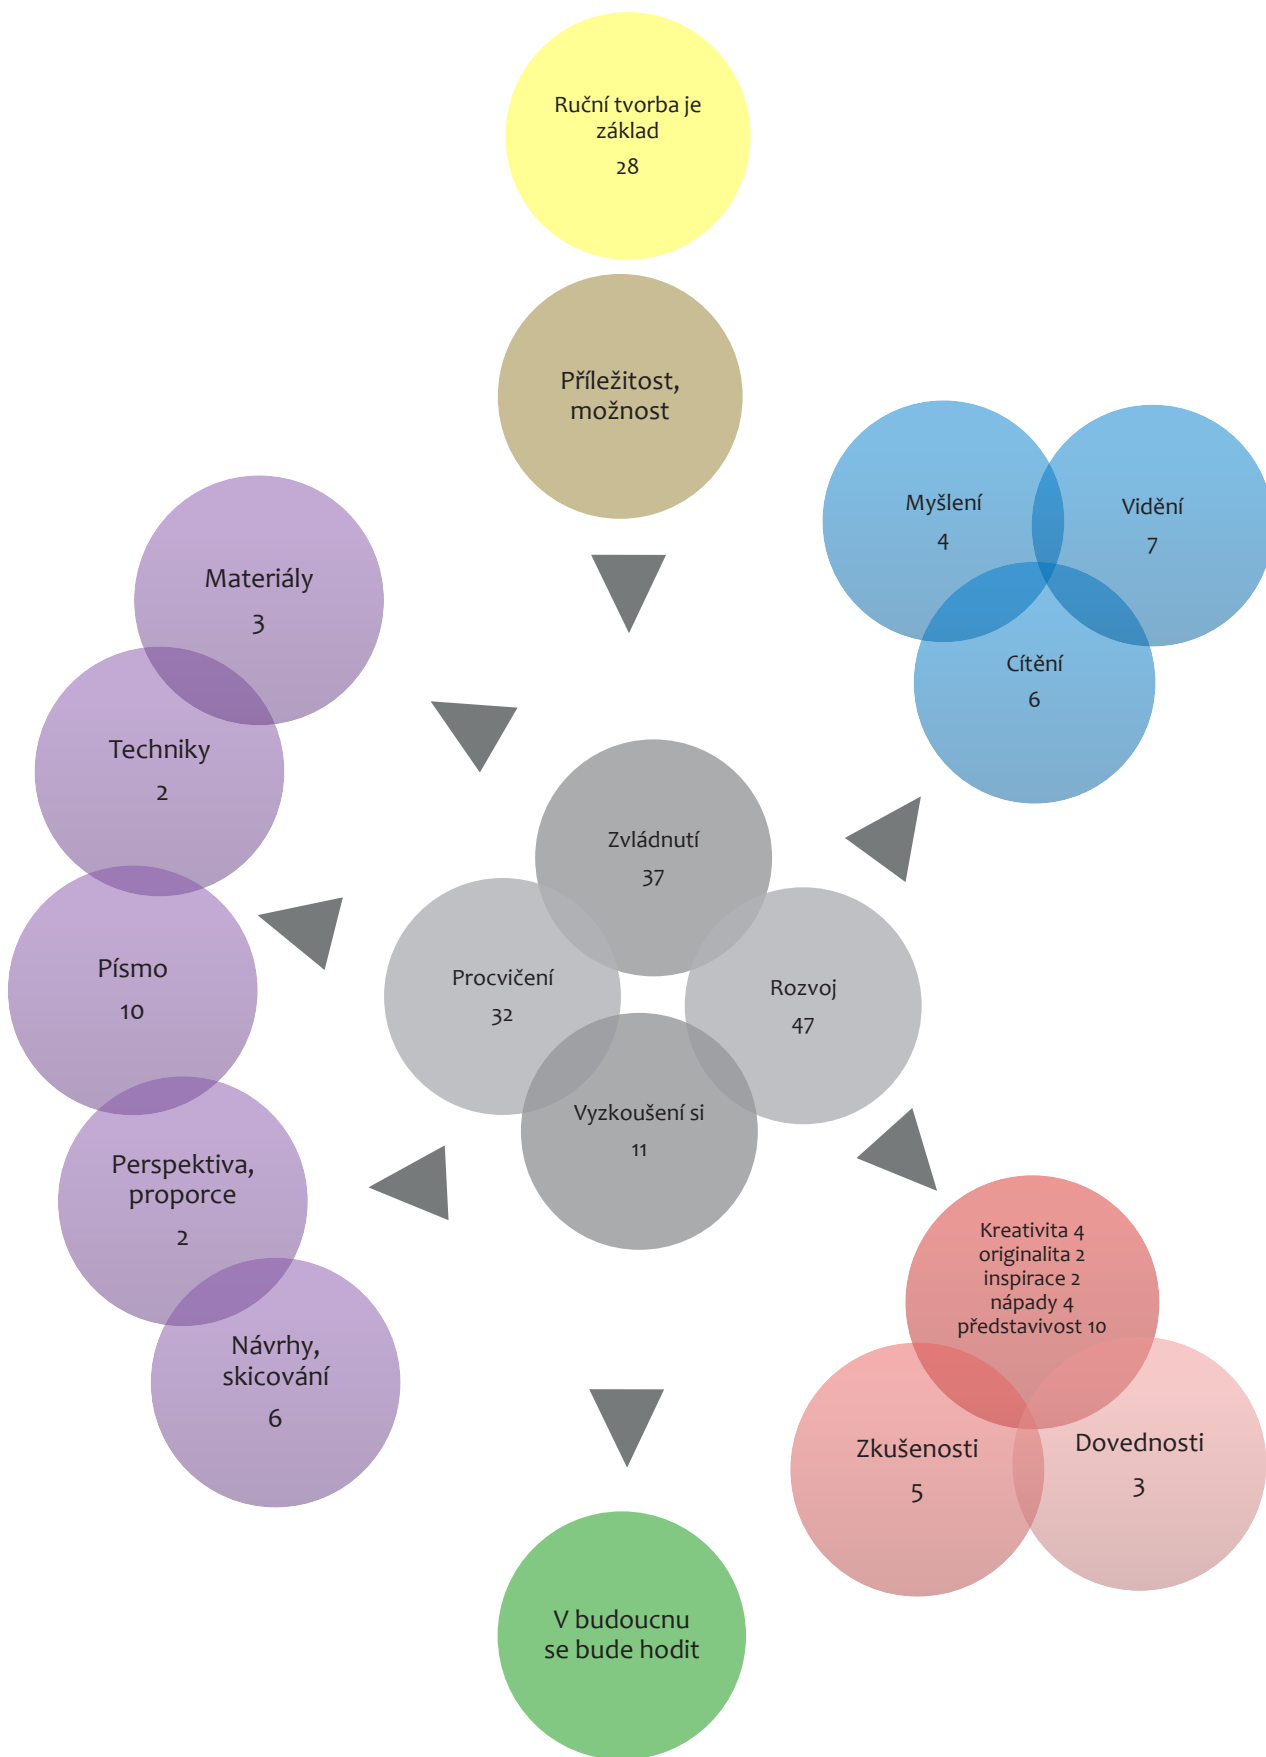 Ruční tvorba je
základ
28
Příležitost,
možnost
Myšlení
4
Vidění
7
Cítění
6
Materiály
3
Techniky
2
Písmo
10
Perspektiva,
proporce
2
Návrhy,
skicování
6
Zvládnutí
37
Procvičení
32
Rozvoj
47
Vyzkoušení si
11
Kreativita 4
originalita 2
inspirace 2
nápady 4
představivost 10
Zkušenosti
5
Dovednosti
3
V budoucnu
se bude hodit